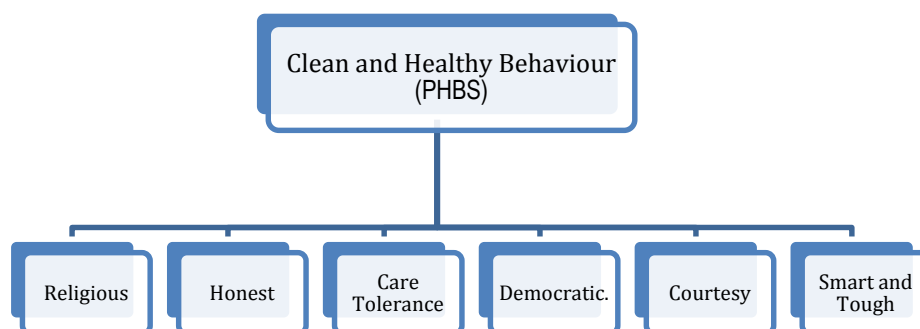 Clean and Healthy Behaviour
(PHBS)
Religious
Honest
Care
Tolerance
Democratic.
Courtesy
Smart and
Tough